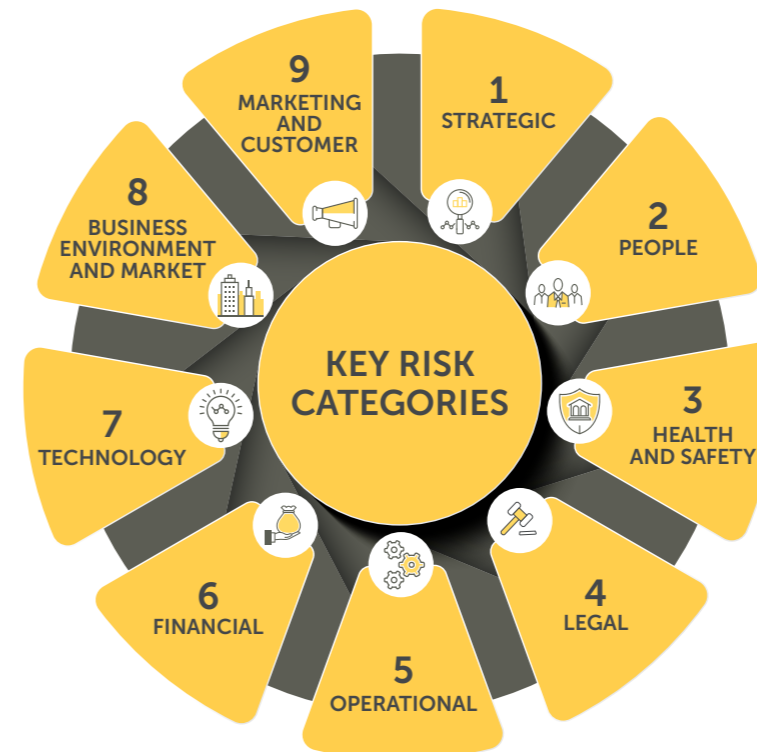 KEY RISK
CATEGORIES
1
STRATEGIC
2
PEOPLE
3
HEALTH
AND SAFETY
4
LEGAL
5
OPERATIONAL
6
FINANCIAL
7
TECHNOLOGY
8
BUSINESS
ENVIRONMENT
AND MARKET
9
MARKETING
AND
CUSTOMER